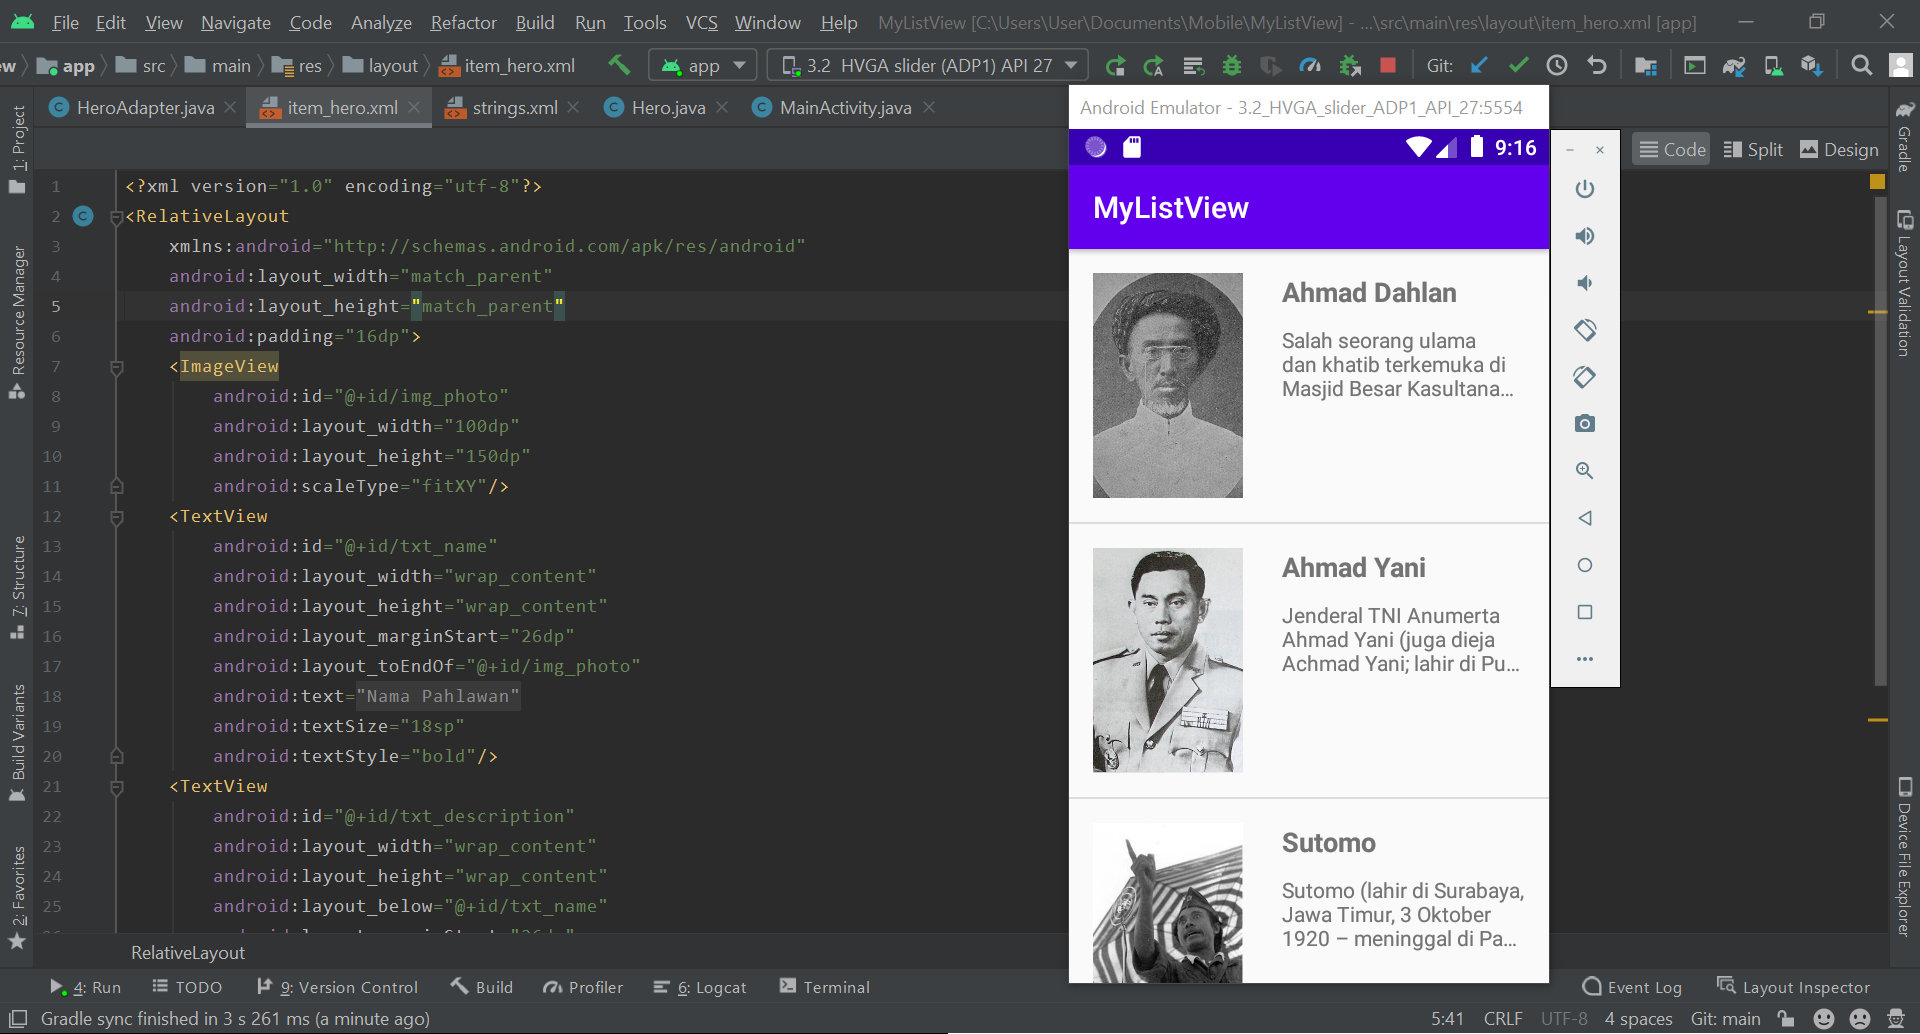 File Edit View Navigate Code Analyze Refactor Build Run Tools VCS Window Help MyListView [C:\Users\User\Documents\Mobile\MyListView] - ...\src\main\res\layout\item_hero.xml [app]
app src main res layout item_hero.xml app 3.2 HVGA slider (ADP1) API 27 Git:
HeroAdapter.java item_hero.xml strings.xml Hero.java MainActivity.java
Code Split Design
1: Project
Resource Manager
7: Structure
Build Variants
2: Favorites
1 <?xml version="1.0" encoding="utf-8"?>
2 <RelativeLayout
3 xmlns:android="http://schemas.android.com/apk/res/android"
4 android:layout_width="match_parent"
5 android:layout_height="match_parent"
6 android:padding="16dp">
7 <ImageView
8 android:id="@+id/img_photo"
9 android:layout_width="100dp"
10 android:layout_height="150dp"
11 android:scaleType="fitXY"/>
12 <TextView
13 android:id="@+id/txt_name"
14 android:layout_width="wrap_content"
15 android:layout_height="wrap_content"
16 android:layout_marginStart="26dp"
17 android:layout_toEndOf="@+id/img_photo"
18 android:text="Nama Pahlawan"
19 android:textSize="18sp"
20 android:textStyle="bold"/>
21 <TextView
22 android:id="@+id/txt_description"
23 android:layout_width="wrap_content"
24 android:layout_height="wrap_content"
25 android:layout_below="@+id/txt_name"
RelativeLayout
Android Emulator - 3.2_HVGA_slider_ADP1_API_27:5554
9:16
MyListView
Ahmad Dahlan
Salah seorang ulama
dan khatib terkemuka di
Masjid Besar Kasultana...
Ahmad Yani
Jenderal TNI Anumerta
Ahmad Yani (juga dieja
Achmad Yani; lahir di Pu...
Sutomo
Sutomo (lahir di Surabaya,
Jawa Timur, 3 Oktober
1920 – meninggal di Pa...
Gradle
Layout Validation
Device File Explorer
4: Run TODO 9: Version Control Build Profiler 6: Logcat Terminal Event Log Layout Inspector
Gradle sync finished in 3 s 261 ms (a minute ago) 5:41 CRLF UTF-8 4 spaces Git: main